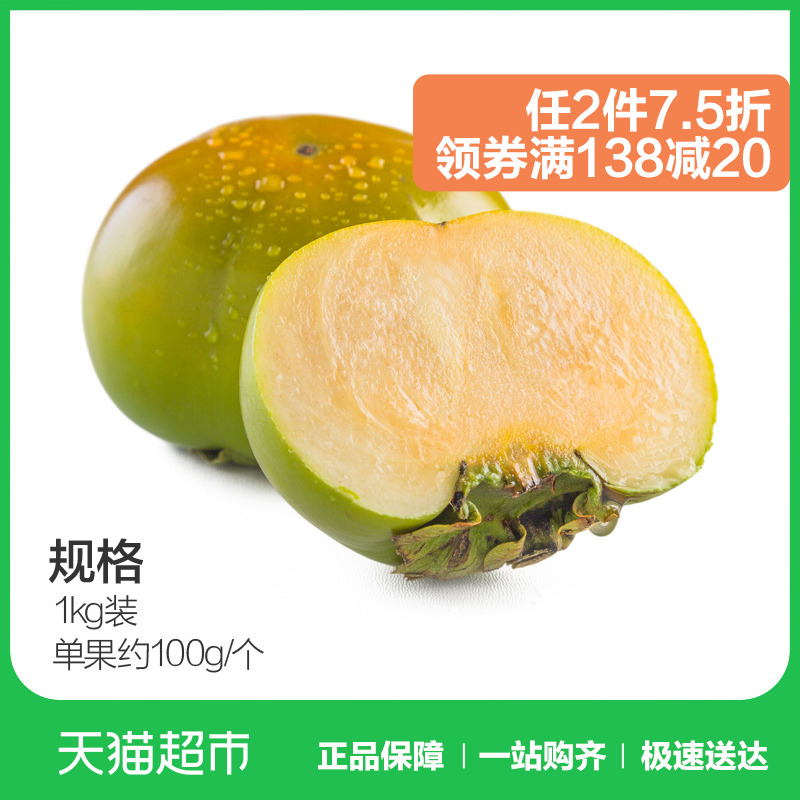 任2件7.5折
领券满138减20
规格
1kg装
单果约100g/个
天猫超市
正品保障 | 一站购齐 | 极速送达